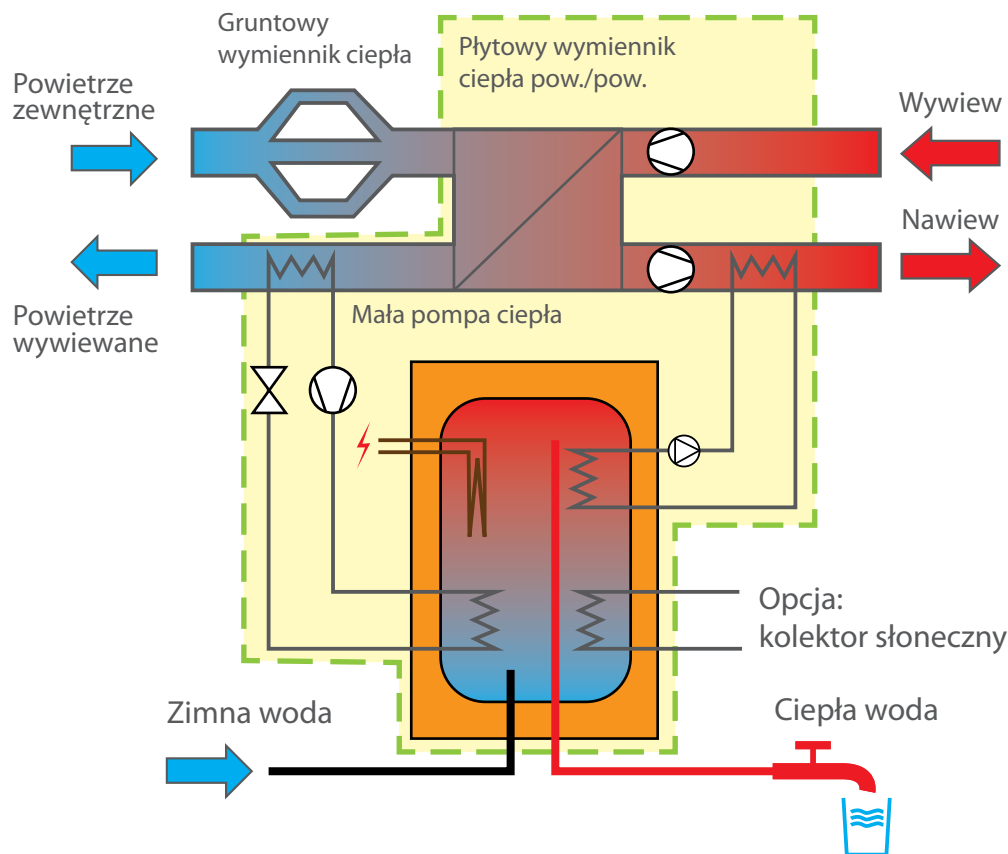 Gruntowy
wymiennik ciepła
Płytowy wymiennik
ciepła pow./pow.
Powietrze
zewnętrzne
Wywiew
Nawiew
Powietrze
wywiewane
Mała pompa ciepła
Opcja:
kolektor słoneczny
Zimna woda
Ciepła woda